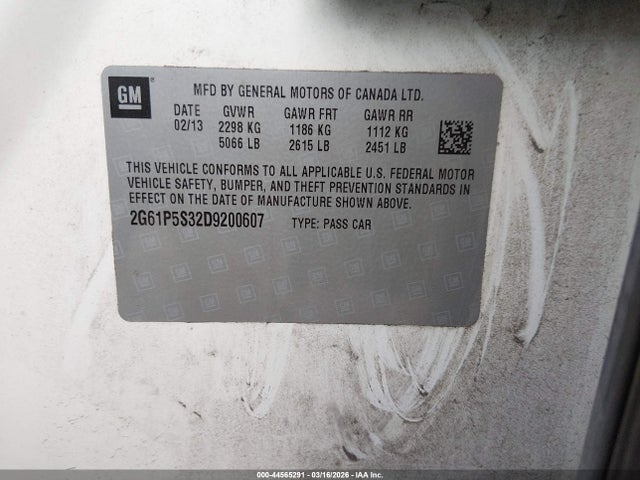 GM
MFD BY GENERAL MOTORS OF CANADA LTD.
DATE GVWR GAWR FRT GAWR RR
02/13 2298 KG 1186 KG 1112 KG
5066 LB 2615 LB 2451 LB
THIS VEHICLE CONFORMS TO ALL APPLICABLE U.S. FEDERAL MOTOR
VEHICLE SAFETY, BUMPER, AND THEFT PREVENTION STANDARDS IN
EFFECT ON THE DATE OF MANUFACTURE SHOWN ABOVE.
2G61P5S32D9200607 TYPE: PASS CAR
000-44565291 - 03/16/2026 - IAA Inc.